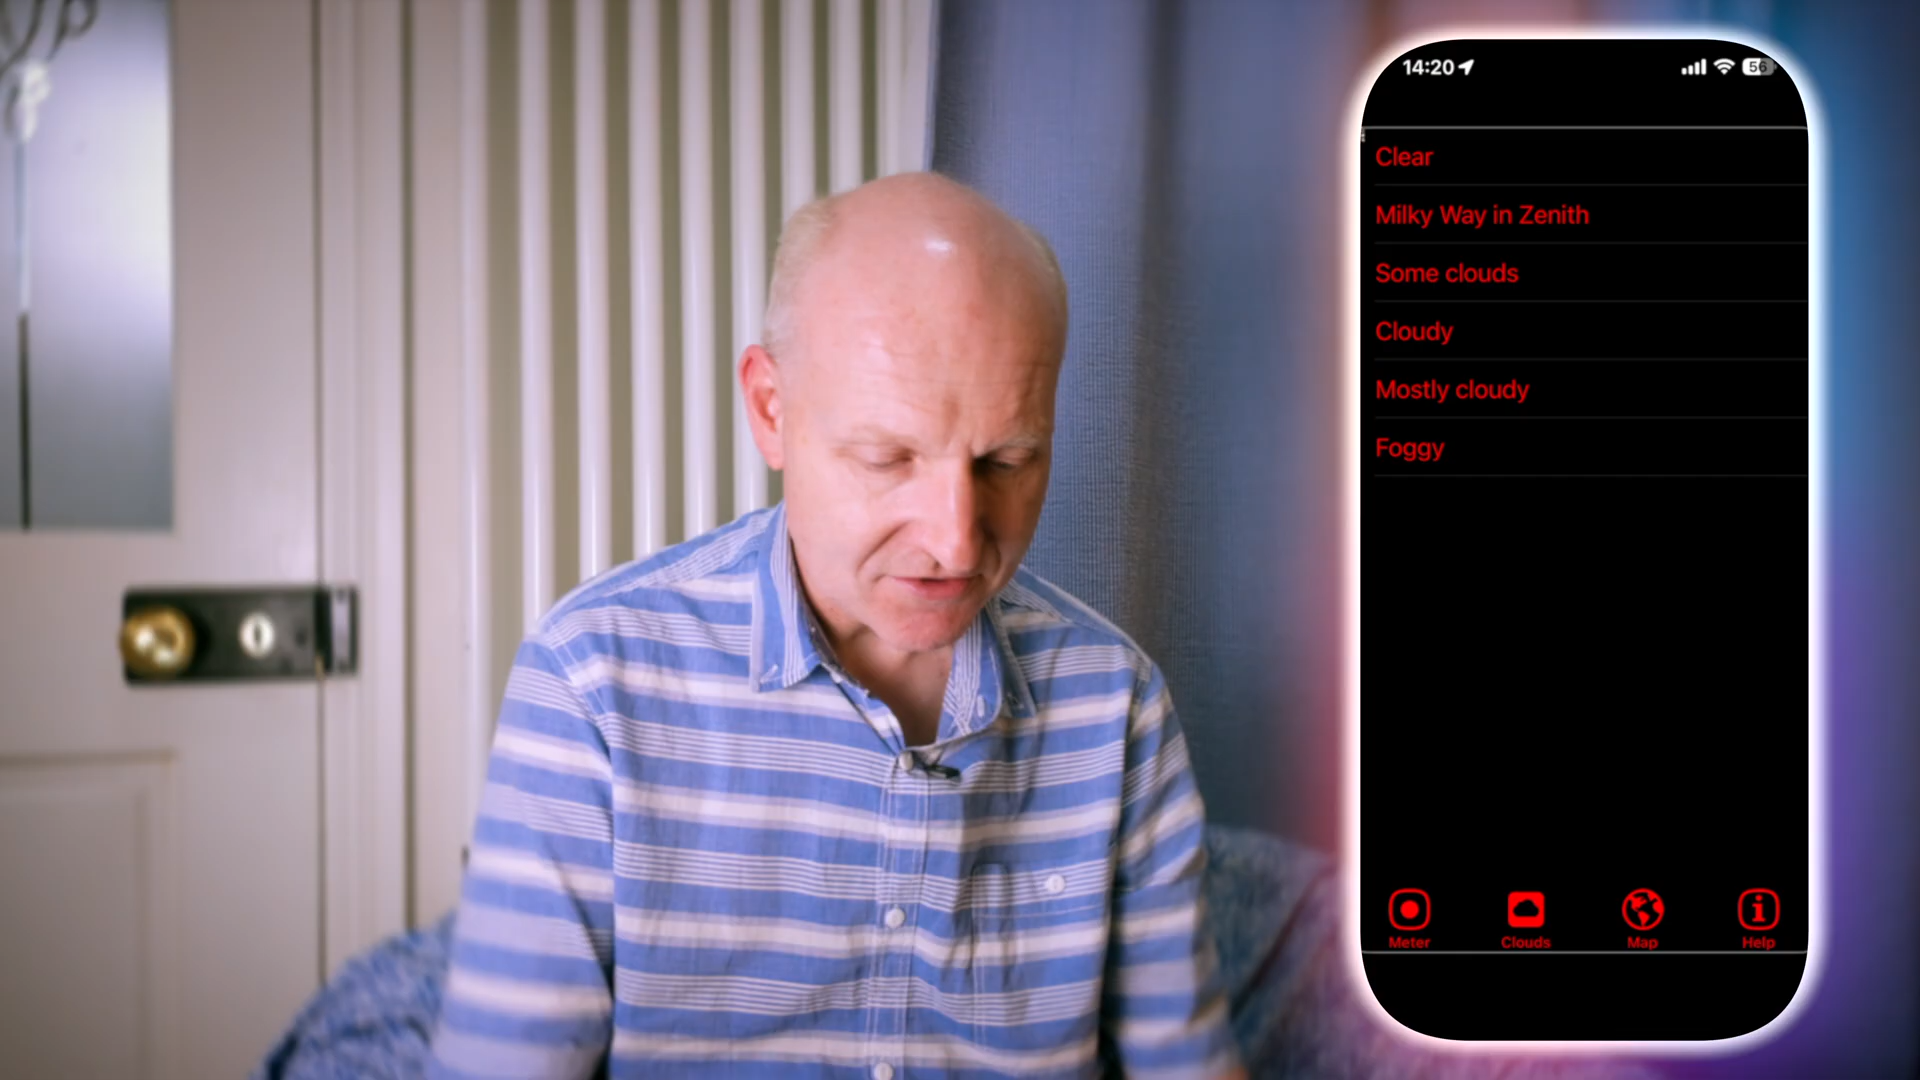 14:20
56
Clear
Milky Way in Zenith
Some clouds
Cloudy
Mostly cloudy
Foggy
Meter Clouds Map Help